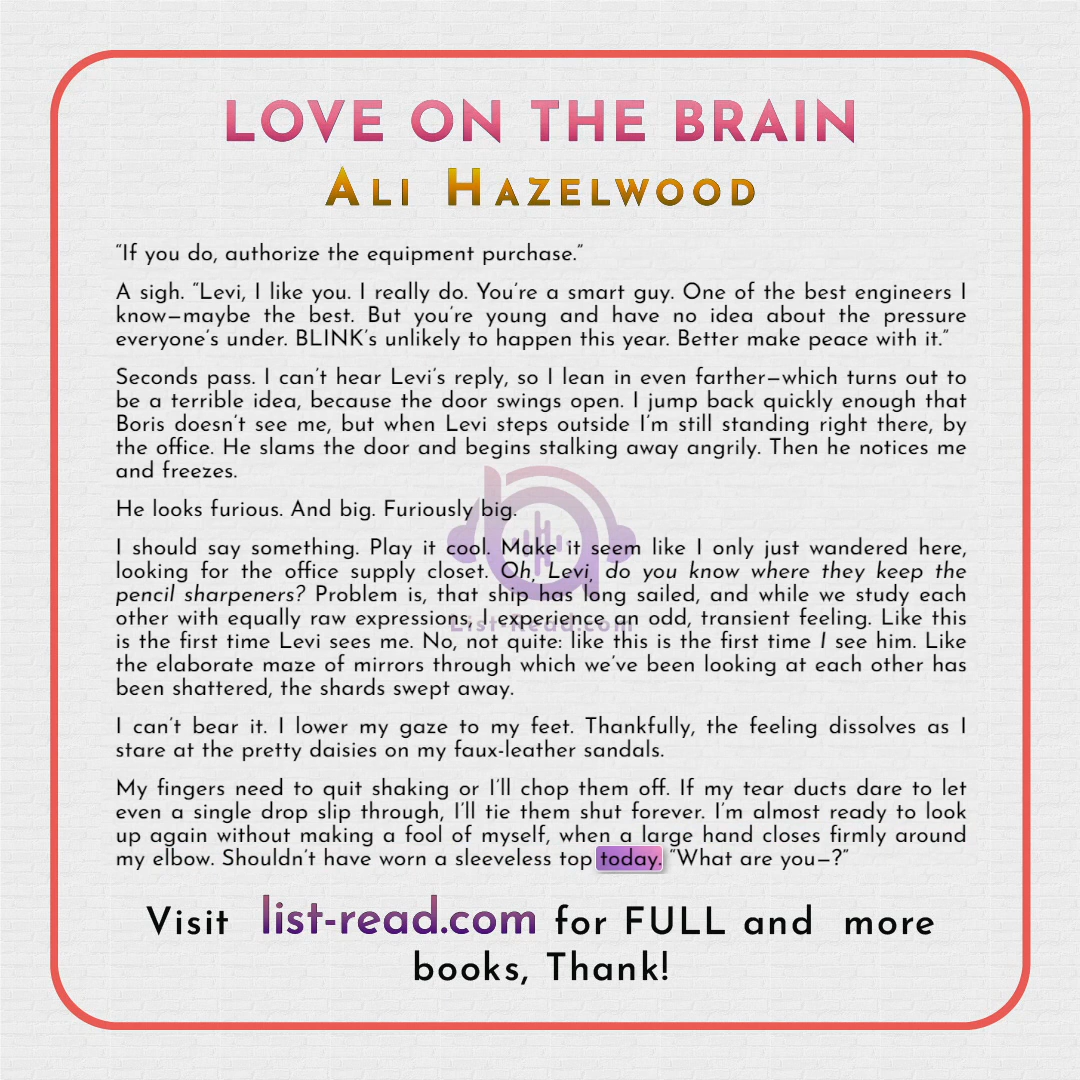 LOVE ON THE BRAIN
ALI HAZELWOOD
“If you do, authorize the equipment purchase.”
A sigh. “Levi, I like you. I really do. You’re a smart guy. One of the best engineers I
know—maybe the best. But you’re young and have no idea about the pressure
everyone’s under. BLINK’s unlikely to happen this year. Better make peace with it.”
Seconds pass. I can’t hear Levi’s reply, so I lean in even farther—which turns out to
be a terrible idea, because the door swings open. I jump back quickly enough that
Boris doesn’t see me, but when Levi steps outside I’m still standing right there, by
the office. He slams the door and begins stalking away angrily. Then he notices me
and freezes.
He looks furious. And big. Furiously big.
I should say something. Play it cool. Make it seem like I only just wandered here,
looking for the office supply closet. Oh, Levi, do you know where they keep the
pencil sharpeners? Problem is, that ship has long sailed, and while we study each
other with equally raw expressions, I experience an odd, transient feeling. Like this
List-Read.com
is the first time Levi sees me. No, not quite: like this is the first time I see him. Like
the elaborate maze of mirrors through which we’ve been looking at each other has
been shattered, the shards swept away.
I can’t bear it. I lower my gaze to my feet. Thankfully, the feeling dissolves as I
stare at the pretty daisies on my faux-leather sandals.
My fingers need to quit shaking or I’ll chop them off. If my tear ducts dare to let
even a single drop slip through, I’ll tie them shut forever. I’m almost ready to look
up again without making a fool of myself, when a large hand closes firmly around
my elbow. Shouldn’t have worn a sleeveless top today. “What are you—?”
Visit list-read.com for FULL and more
books, Thank!